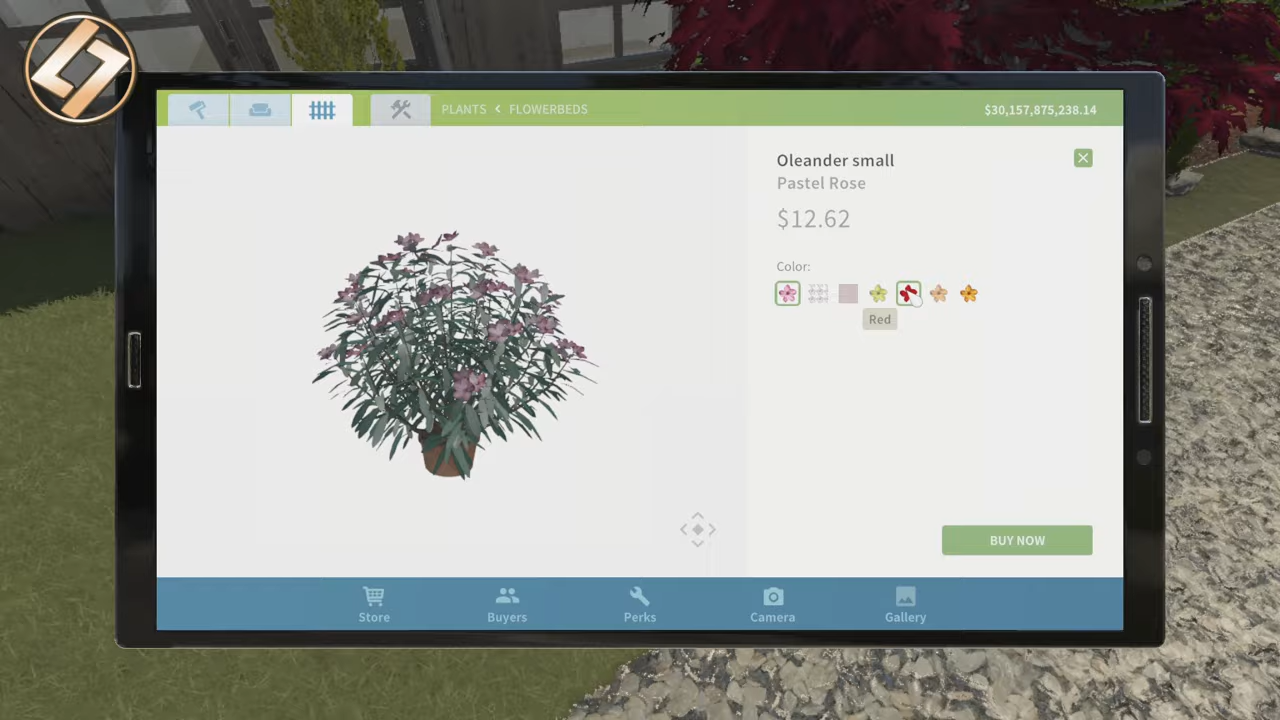 PLANTS < FLOWERBEDS
$30,157,875,238.14
Oleander small
Pastel Rose
$12.62
Color:
Red
BUY NOW
Store
Buyers
Perks
Camera
Gallery